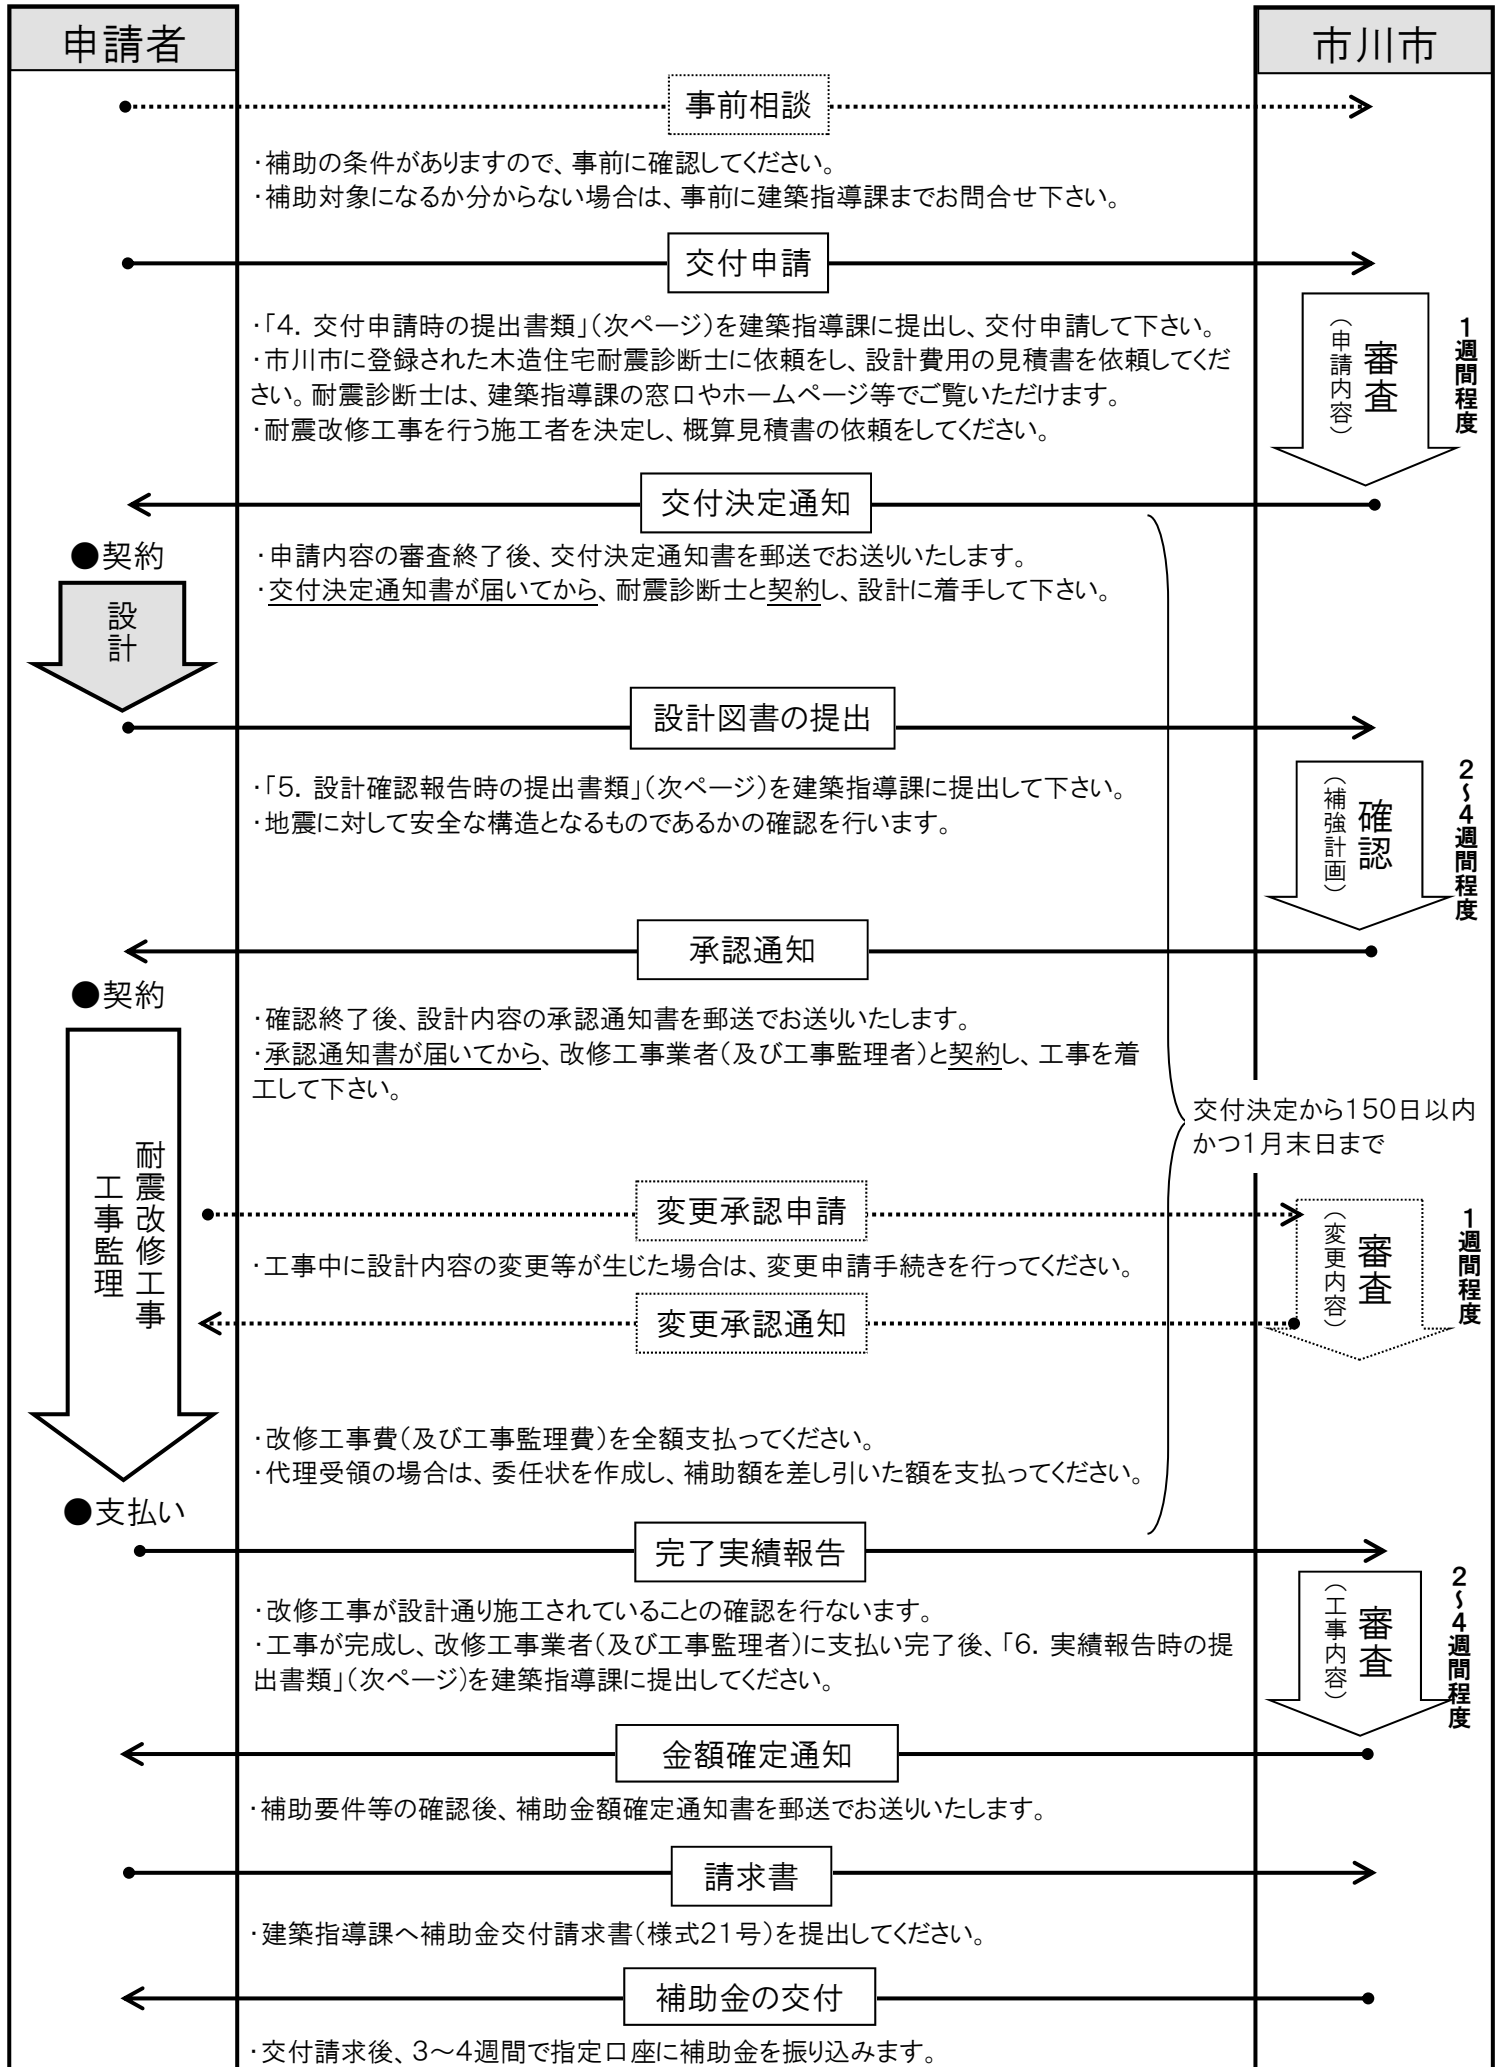 申請者
市川市
事前相談
・補助の条件がありますので、事前に確認してください。
・補助対象になるか分からない場合は、事前に建築指導課までお問合せ下さい。
交付申請
・「4．交付申請時の提出書類」（次ページ）を建築指導課に提出し、交付申請して下さい。
・市川市に登録された木造住宅耐震診断士に依頼をし、設計費用の見積書を依頼してくだ
さい。耐震診断士は、建築指導課の窓口やホームページ等でご覧いただけます。
・耐震改修工事を行う施工者を決定し、概算見積書の依頼をしてください。
審査
（申請内容）
1週間程度
交付決定通知
●契約
・申請内容の審査終了後、交付決定通知書を郵送でお送りいたします。
・交付決定通知書が届いてから、耐震診断士と契約し、設計に着手して下さい。
設計
設計図書の提出
・「5．設計確認報告時の提出書類」（次ページ）を建築指導課に提出して下さい。
・地震に対して安全な構造となるものであるかの確認を行います。
確認
（補強計画）
2～4週間程度
承認通知
●契約
・確認終了後、設計内容の承認通知書を郵送でお送りいたします。
・承認通知書が届いてから、改修工事業者（及び工事監理者）と契約し、工事を着
工して下さい。
交付決定から150日以内
かつ1月末日まで
耐震改修工事
工事監理
変更承認申請
・工事中に設計内容の変更等が生じた場合は、変更申請手続きを行ってください。
変更承認通知
審査
（変更内容）
1週間程度
・改修工事費（及び工事監理費）を全額支払ってください。
・代理受領の場合は、委任状を作成し、補助額を差し引いた額を支払ってください。
●支払い
完了実績報告
・改修工事が設計通り施工されていることの確認を行ないます。
・工事が完成し、改修工事業者（及び工事監理者）に支払い完了後、「6．実績報告時の提
出書類」（次ページ）を建築指導課に提出してください。
審査
（工事内容）
2～4週間程度
金額確定通知
・補助要件等の確認後、補助金額確定通知書を郵送でお送りいたします。
請求書
・建築指導課へ補助金交付請求書（様式21号）を提出してください。
補助金の交付
・交付請求後、3～4週間で指定口座に補助金を振り込みます。